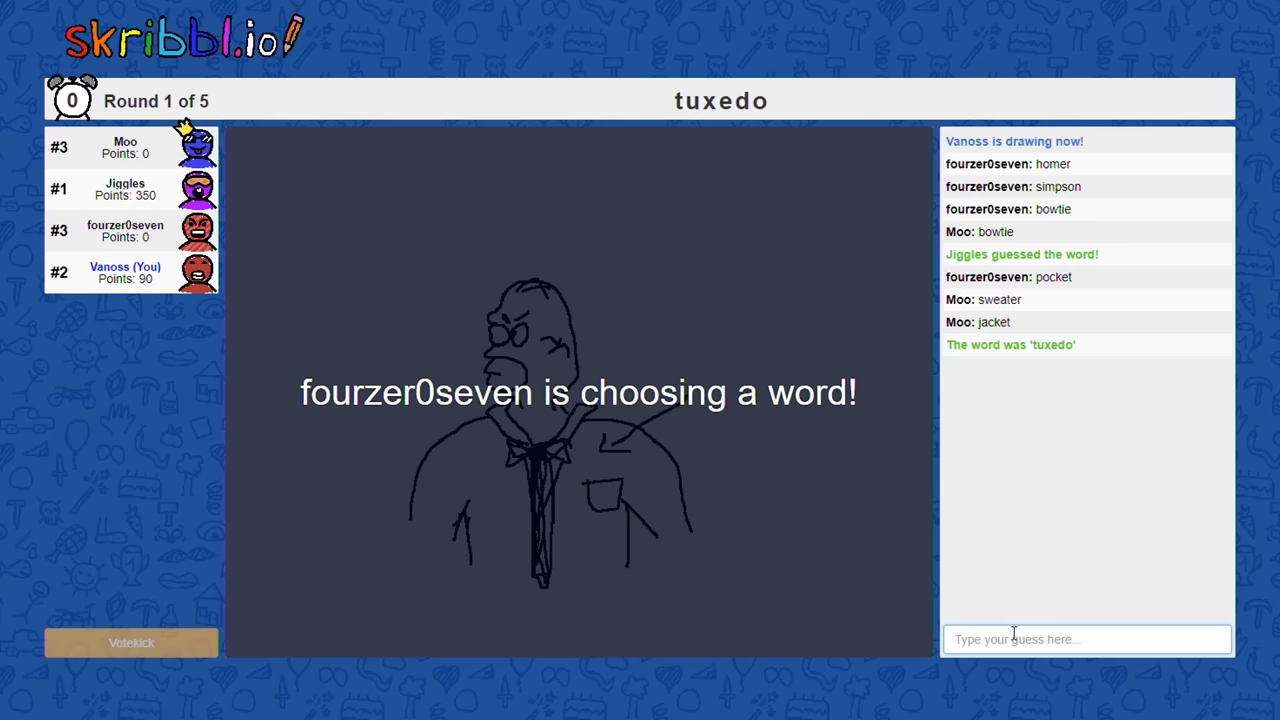 skribbl.io!
0
Round 1 of 5
tuxedo
#3
Moo
Points: 0
#1
Jiggles
Points: 350
#3
fourzer0seven
Points: 0
#2
Vanoss (You)
Points: 90
Votekick
fourzer0seven is choosing a word!
Vanoss is drawing now!
fourzer0seven: homer
fourzer0seven: simpson
fourzer0seven: bowtie
Moo: bowtie
Jiggles guessed the word!
fourzer0seven: pocket
Moo: sweater
Moo: jacket
The word was 'tuxedo'
Type your guess here...